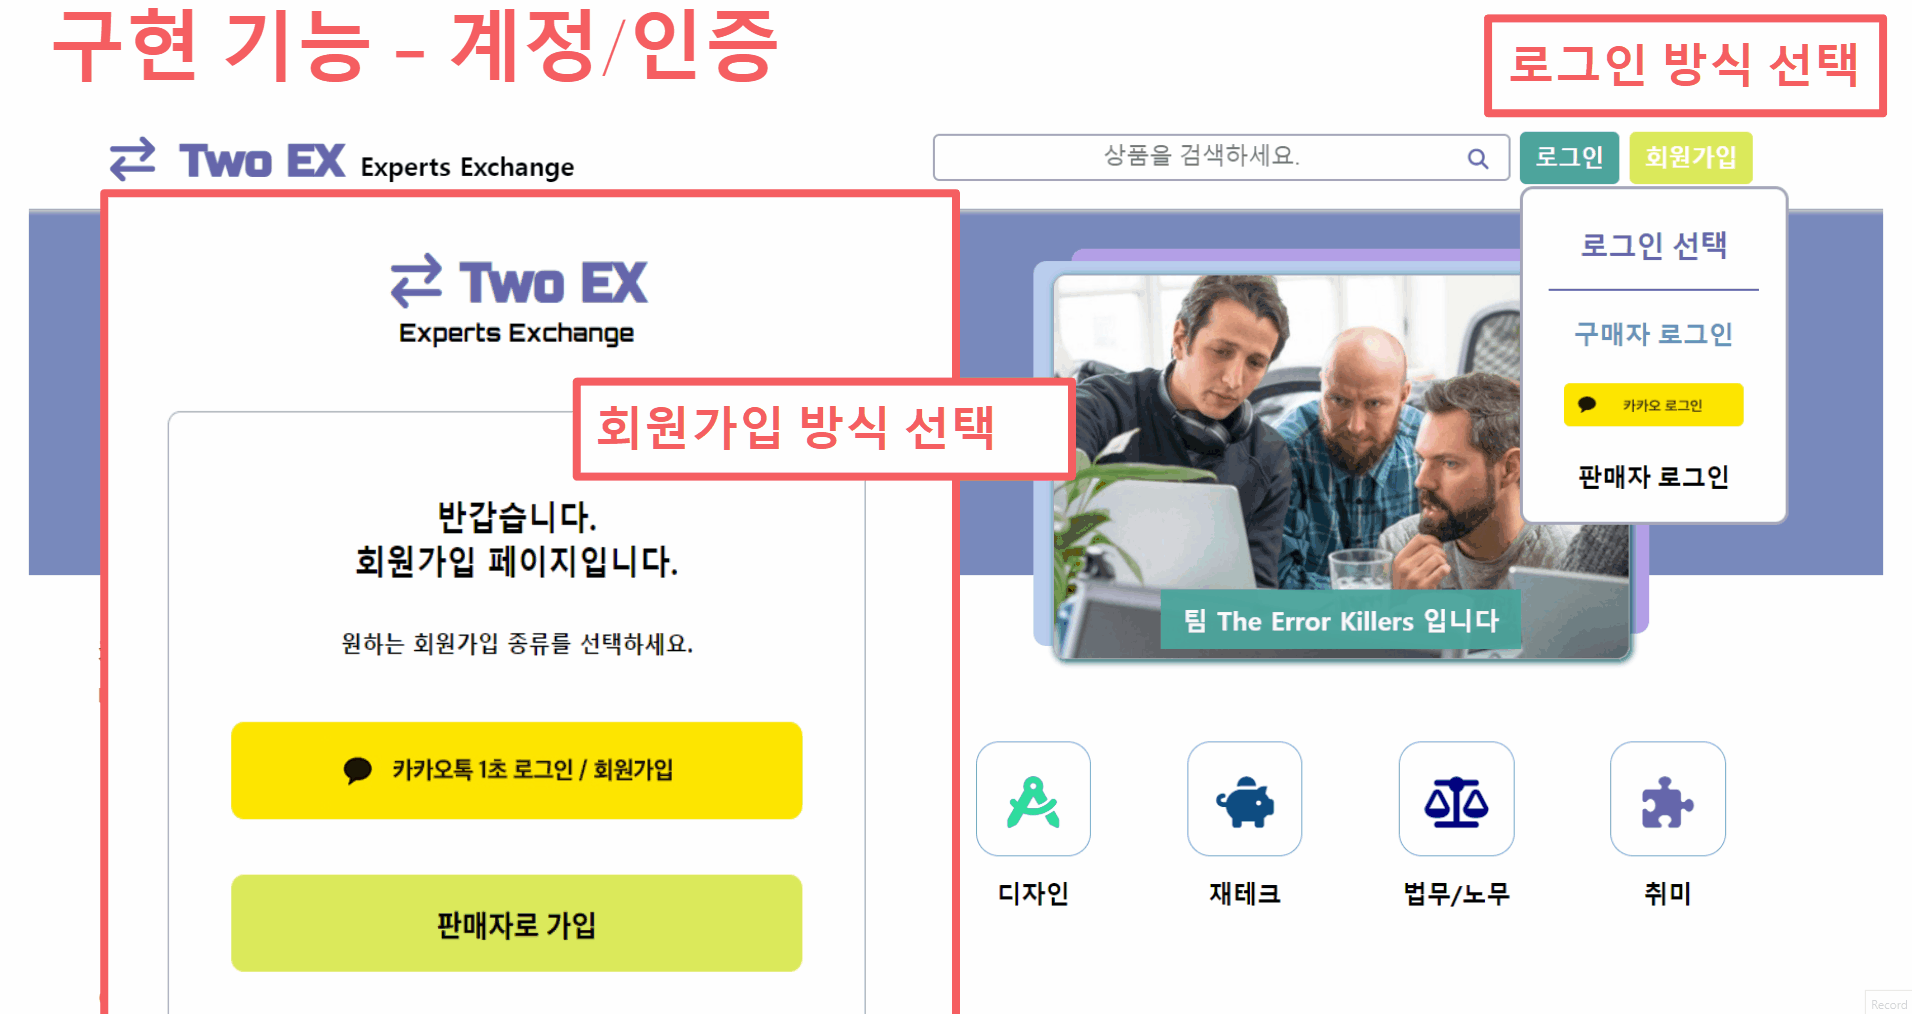 구현 기능 - 계정/인증
로그인 방식 선택
Two EX Experts Exchange
상품을 검색하세요.
로그인
회원가입
로그인 선택
구매자 로그인
카카오 로그인
판매자 로그인
Two EX
Experts Exchange
회원가입 방식 선택
반갑습니다.
회원가입 페이지입니다.
원하는 회원가입 종류를 선택하세요.
카카오톡 1초 로그인 / 회원가입
판매자로 가입
팀 The Error Killers 입니다
디자인
재테크
법무/노무
취미
Record